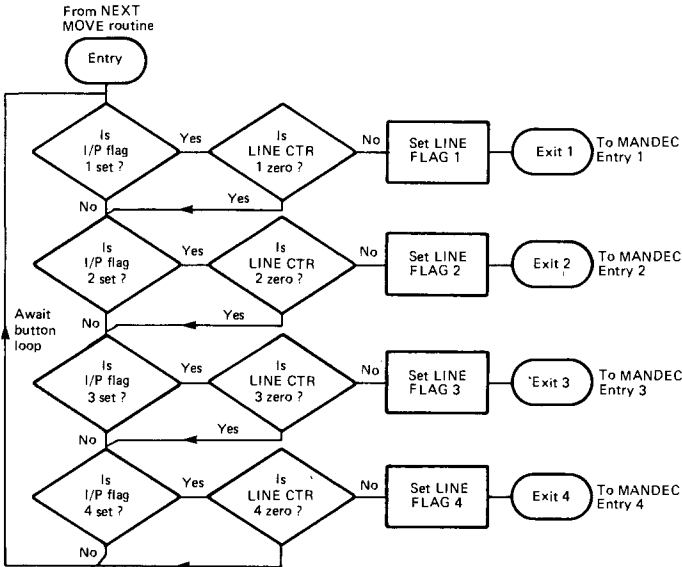 From NEXT
MOVE routine
Entry
Is
I/P flag
1 set ?
Yes
Is
LINE CTR
1 zero ?
No
Set LINE
FLAG 1
Exit 1
To MANDEC
Entry 1
No
Yes
Is
I/P flag
2 set ?
Yes
Is
LINE CTR
2 zero ?
No
Set LINE
FLAG 2
Exit 2
To MANDEC
Entry 2
No
Yes
Await
button
loop
Is
I/P flag
3 set ?
Yes
Is
LINE CTR
3 zero ?
No
Set LINE
FLAG 3
Exit 3
To MANDEC
Entry 3
No
Yes
Is
I/P flag
4 set ?
Yes
Is
LINE CTR
4 zero ?
No
Set LINE
FLAG 4
Exit 4
To MANDEC
Entry 4
No